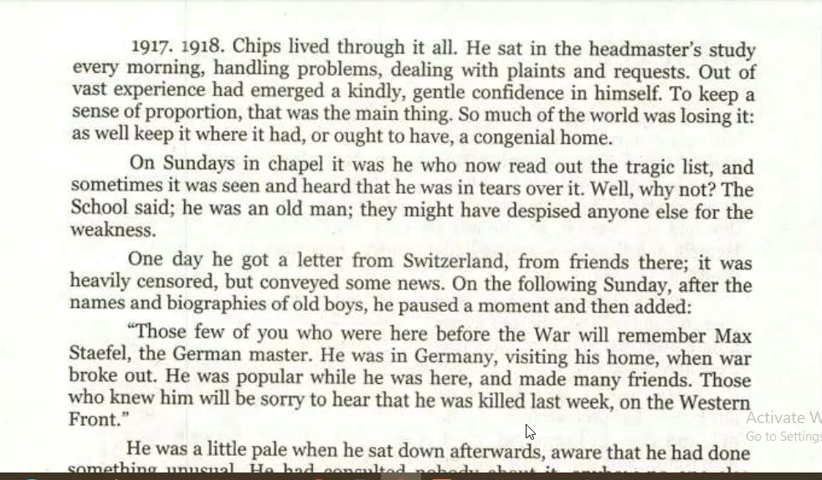 1917. 1918. Chips lived through it all. He sat in the headmaster's study
every morning, handling problems, dealing with plaints and requests. Out of
vast experience had emerged a kindly, gentle confidence in himself. To keep a
sense of proportion, that was the main thing. So much of the world was losing it:
as well keep it where it had, or ought to have, a congenial home.
On Sundays in chapel it was he who now read out the tragic list, and
sometimes it was seen and heard that he was in tears over it. Well, why not? The
School said; he was an old man; they might have despised anyone else for the
weakness.
One day he got a letter from Switzerland, from friends there; it was
heavily censored, but conveyed some news. On the following Sunday, after the
names and biographies of old boys, he paused a moment and then added:
“Those few of you who were here before the War will remember Max
Staefel, the German master. He was in Germany, visiting his home, when war
broke out. He was popular while he was here, and made many friends. Those
who knew him will be sorry to hear that he was killed last week, on the Western
Front.”
Activate W
Go to Settings
He was a little pale when he sat down afterwards, aware that he had done
something unusual. He had consulted nobody about it, anyhow no one